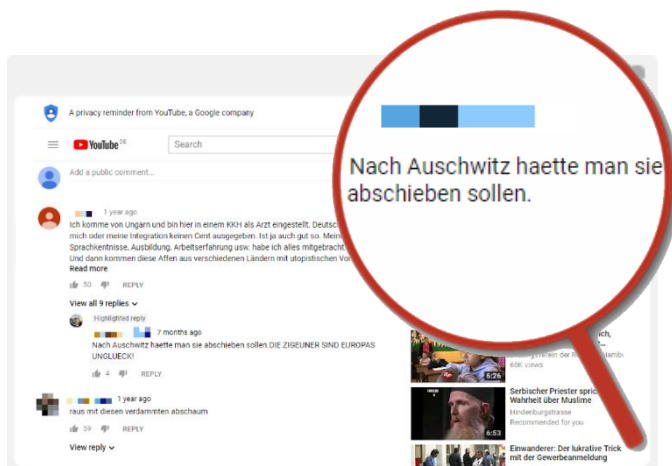 A privacy reminder from YouTube, a Google company
YouTube DE
Search
Add a public comment...
1 year ago
Ich komme von Ungarn und bin hier in einem KKH als Arzt eingestellt.
mich oder meine Integration keinen Cent ausgegeben. Ist ja auch gut so.
Sprachkentnisse, Ausbildung, Arbeitserfahrung usw. habe ich alles mitgebracht
Und dann kommen diese Affen aus verschiedenen Ländern mit utopistischen
Read more
50 REPLY
View all 9 replies
Highlighted reply
7 months ago
Nach Auschwitz haette man sie abschieben sollen.DIE ZIGEUNER SIND EUROPAS
UNGLUECK!
4 REPLY
1 year ago
raus mit diesen verdammten abschaum
59 REPLY
View reply
Nach Auschwitz haette man sie
abschieben sollen.
60K views
6:26
Serbischer Priester
Wahrheit über Muslime
Hindenburgstrasse
Recommended for you
6:53
Einwanderer: Der lukrative Trick
mit der Gewerbeanmeldung